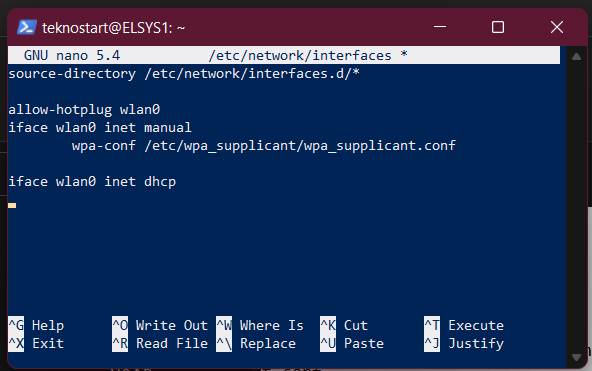 teknostart@ELSYS1: ~
GNU nano 5.4 /etc/network/interfaces *
source-directory /etc/network/interfaces.d/*
allow-hotplug wlan0
iface wlan0 inet manual
wpa-conf /etc/wpa_supplicant/wpa_supplicant.conf
iface wlan0 inet dhcp
^G Help ^O Write Out ^W Where Is ^K Cut ^T Execute
^X Exit ^R Read File ^\ Replace ^U Paste ^J Justify